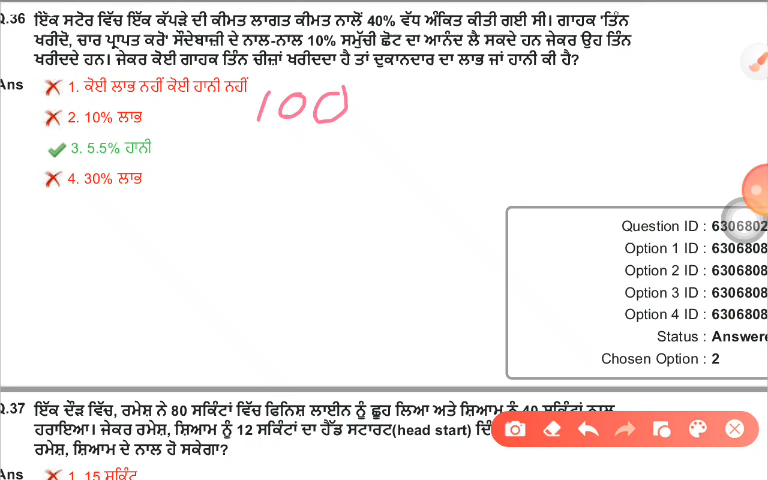 Q.36 ਇੱਕ ਸਟੋਰ ਵਿੱਚ ਇੱਕ ਕੱਪੜੇ ਦੀ ਕੀਮਤ ਲਾਗਤ ਕੀਮਤ ਨਾਲੋਂ 40% ਵੱਧ ਅੰਕਿਤ ਕੀਤੀ ਗਈ ਸੀ। ਗਾਹਕ 'ਤਿੰਨ
ਖਰੀਦੋ, ਚਾਰ ਪ੍ਰਾਪਤ ਕਰੋ' ਸੌਦੇਬਾਜ਼ੀ ਦੇ ਨਾਲ-ਨਾਲ 10% ਸਮੁੱਚੀ ਛੋਟ ਦਾ ਆਨੰਦ ਲੈ ਸਕਦੇ ਹਨ ਜੇਕਰ ਉਹ ਤਿੰਨ
ਖਰੀਦਦੇ ਹਨ। ਜੇਕਰ ਕੋਈ ਗਾਹਕ ਤਿੰਨ ਚੀਜ਼ਾਂ ਖਰੀਦਦਾ ਹੈ ਤਾਂ ਦੁਕਾਨਦਾਰ ਦਾ ਲਾਭ ਜਾਂ ਹਾਨੀ ਕੀ ਹੈ?
Ans 1. ਕੋਈ ਲਾਭ ਨਹੀਂ ਕੋਈ ਹਾਨੀ ਨਹੀਂ
100
2. 10% ਲਾਭ
3. 5.5% ਹਾਨੀ
4. 30% ਲਾਭ
Question ID : 6306802
Option 1 ID : 6306808
Option 2 ID : 6306808
Option 3 ID : 6306808
Option 4 ID : 6306808
Status : Answere
Chosen Option : 2
Q.37 ਇੱਕ ਦੌੜ ਵਿੱਚ, ਰਮੇਸ਼ ਨੇ 80 ਸਕਿੰਟਾਂ ਵਿੱਚ ਫਿਨਿਸ਼ ਲਾਈਨ ਨੂੰ ਛੂਹ ਲਿਆ ਅਤੇ ਸ਼ਿਆਮ ਨੂੰ 40 ਸਕਿੰਟਾਂ ਨਾਲ
ਹਰਾਇਆ। ਜੇਕਰ ਸ਼ਿਆਮ ਨੂੰ 12 ਸਕਿੰਟਾਂ ਦਾ ਹੈੱਡ ਸਟਾਰਟ(head start)
ਰਮੇਸ਼, ਸ਼ਿਆਮ ਦੇ ਨਾਲ ਹੋ ਸਕੇਗਾ?
Ans 1. 15 ਸਕਿੰਟ